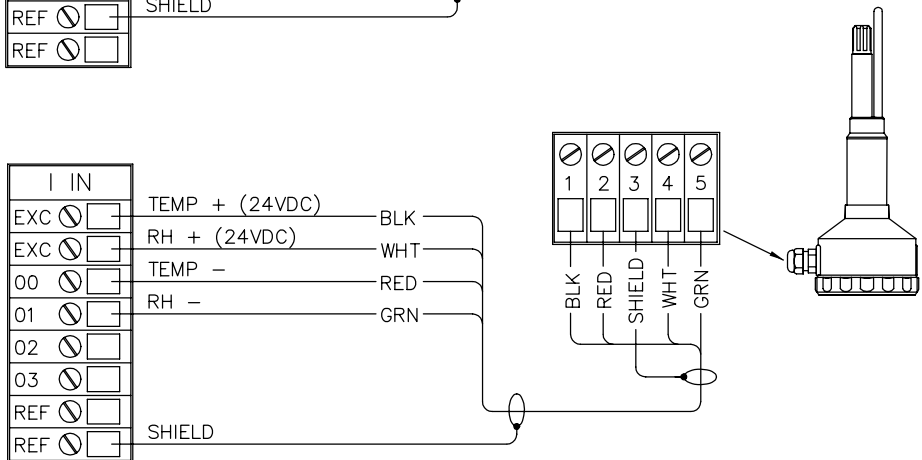 REF SHIELD
REF
I IN
EXC TEMP + (24VDC) BLK
EXC RH + (24VDC) WHT
00 TEMP - RED
01 RH - GRN
02
03
REF
REF SHIELD
1 2 3 4 5
BLK RED SHIELD WHT GRN